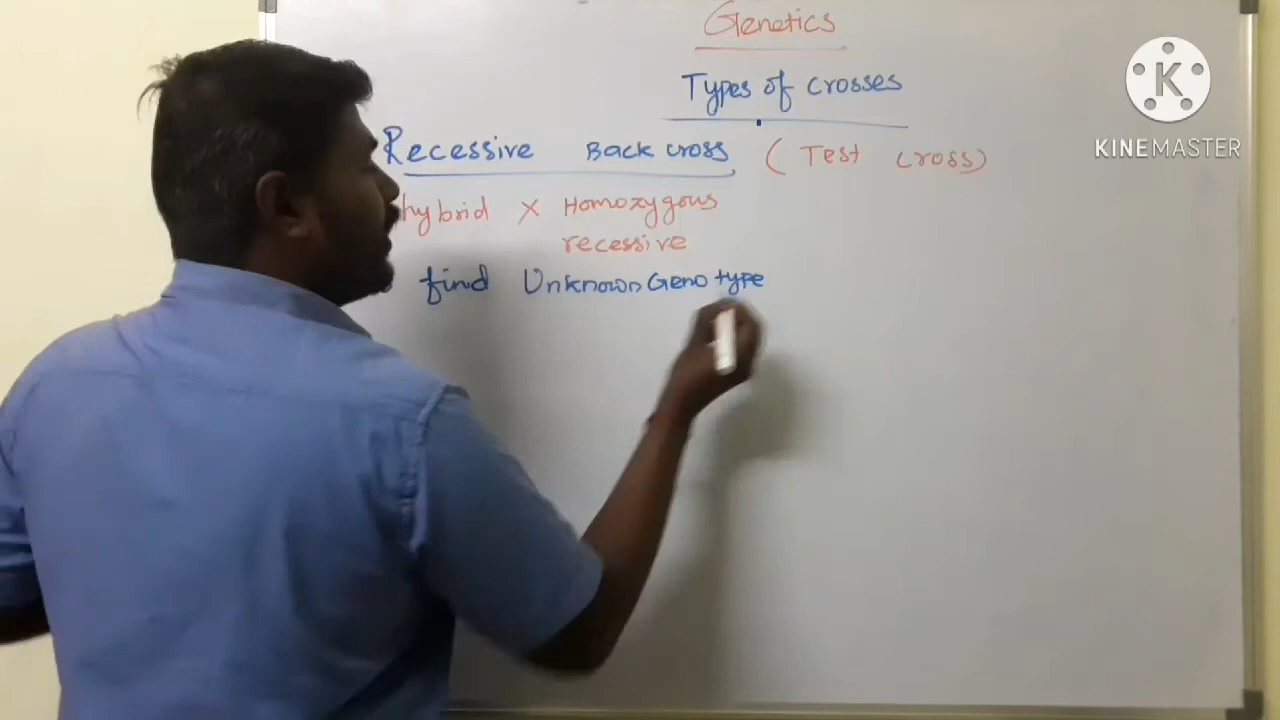 Genetics
Types of crosses
Recessive Back cross (Test cross)
hybrid x Homozygous
recessive
find Unknown Genotype
K
KINEMASTER